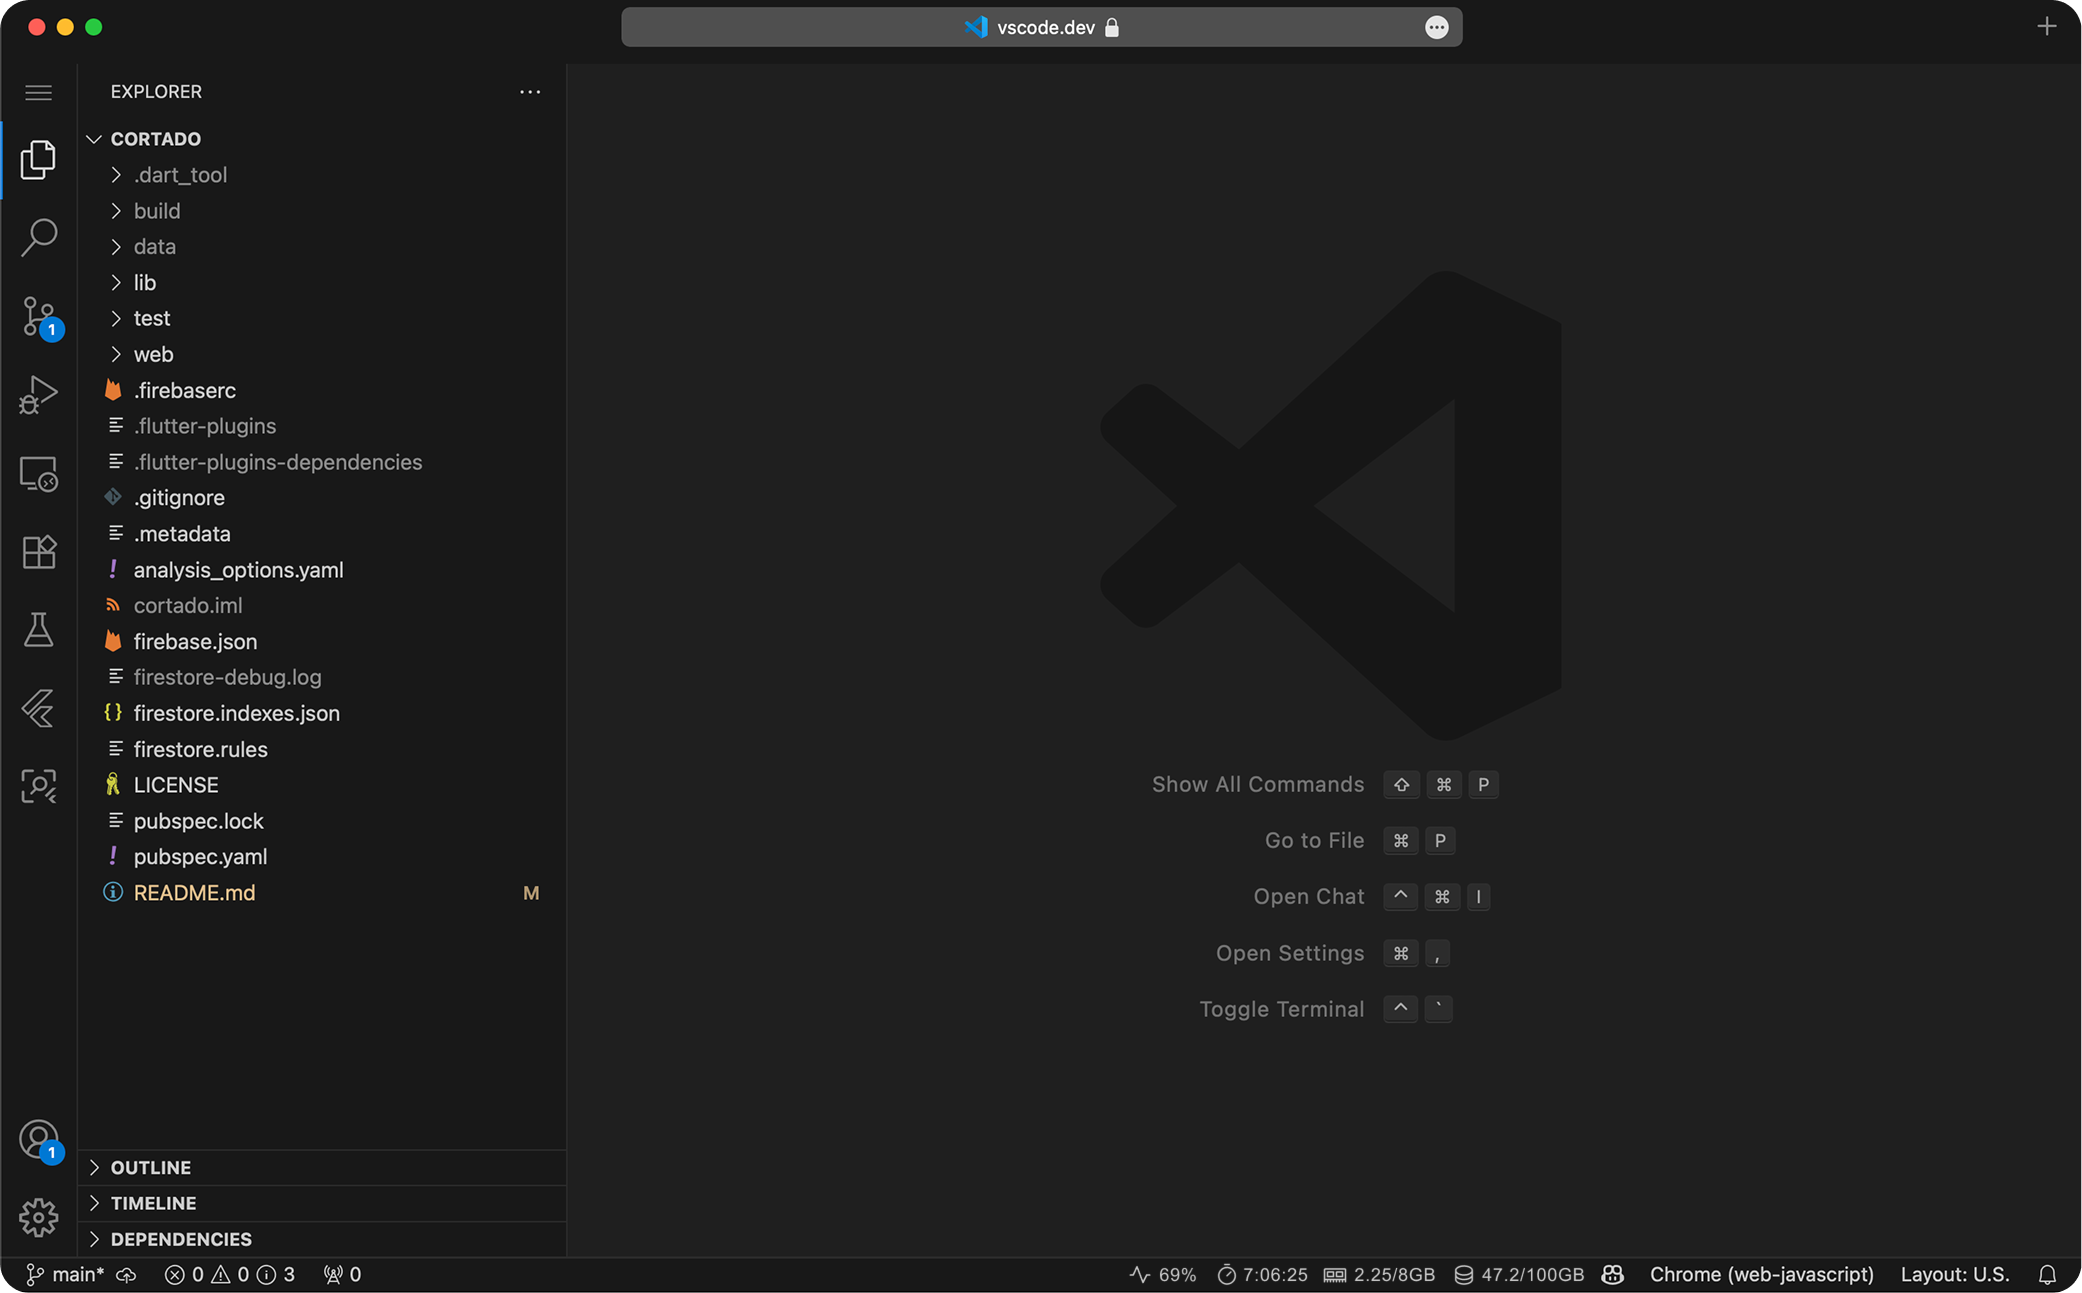 vscode.dev
EXPLORER
CORTADO
.dart_tool
build
data
lib
test
web
.firebaserc
.flutter-plugins
.flutter-plugins-dependencies
.gitignore
.metadata
analysis_options.yaml
cortado.iml
firebase.json
firestore-debug.log
firestore.indexes.json
firestore.rules
LICENSE
pubspec.lock
pubspec.yaml
README.md M
1
1
OUTLINE
TIMELINE
DEPENDENCIES
Show All Commands ⇧ ⌘ P
Go to File ⌘ P
Open Chat ^ ⌘ I
Open Settings ⌘ ,
Toggle Terminal ^ `
main* 0 0 3 0 69% 7:06:25 2.25/8GB 47.2/100GB Chrome (web-javascript) Layout: U.S.